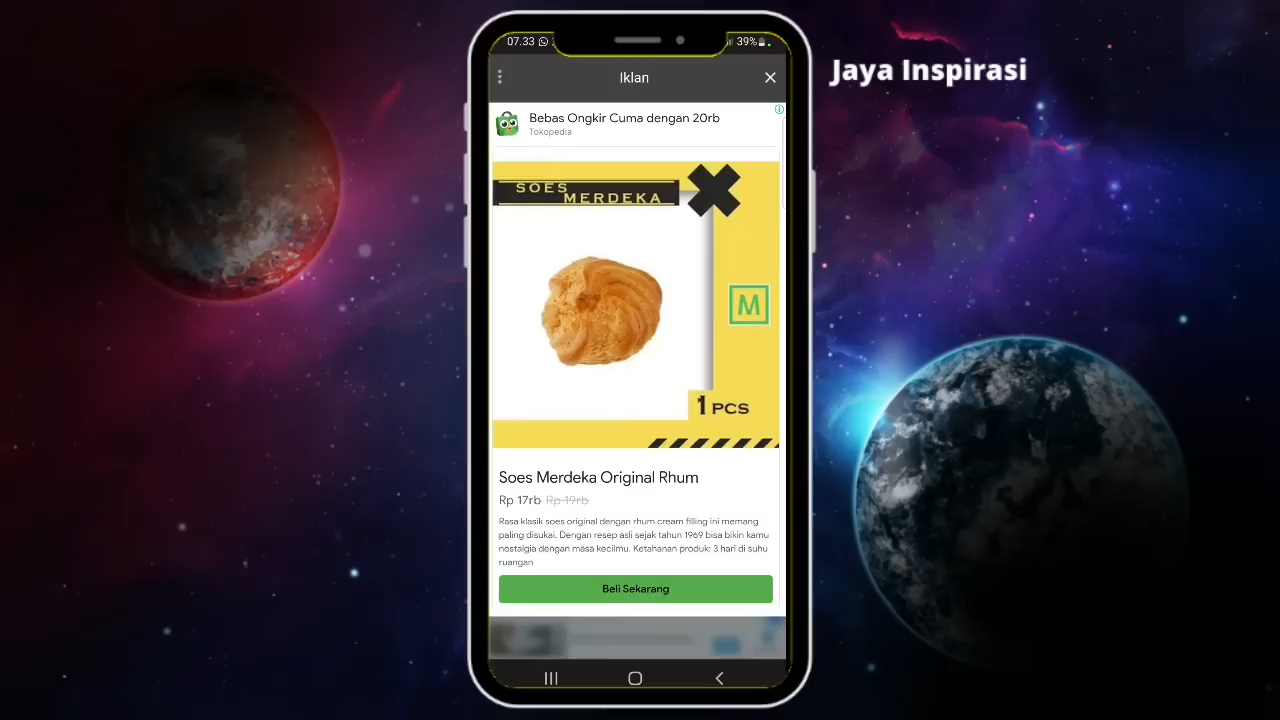 Jaya Inspirasi
07.33
39%
Iklan
Bebas Ongkir Cuma dengan 20rb
Tokopedia
SOES
MERDEKA
M
1 PCS
Soes Merdeka Original Rhum
Rp 17rb Rp 19rb
Rasa klasik soes original dengan rhum cream filling ini memang
paling disukai. Dengan resep asli sejak tahun 1969 bisa bikin kamu
nostalgia dengan masa kecilmu. Ketahanan produk: 3 hari di suhu
ruangan
Beli Sekarang